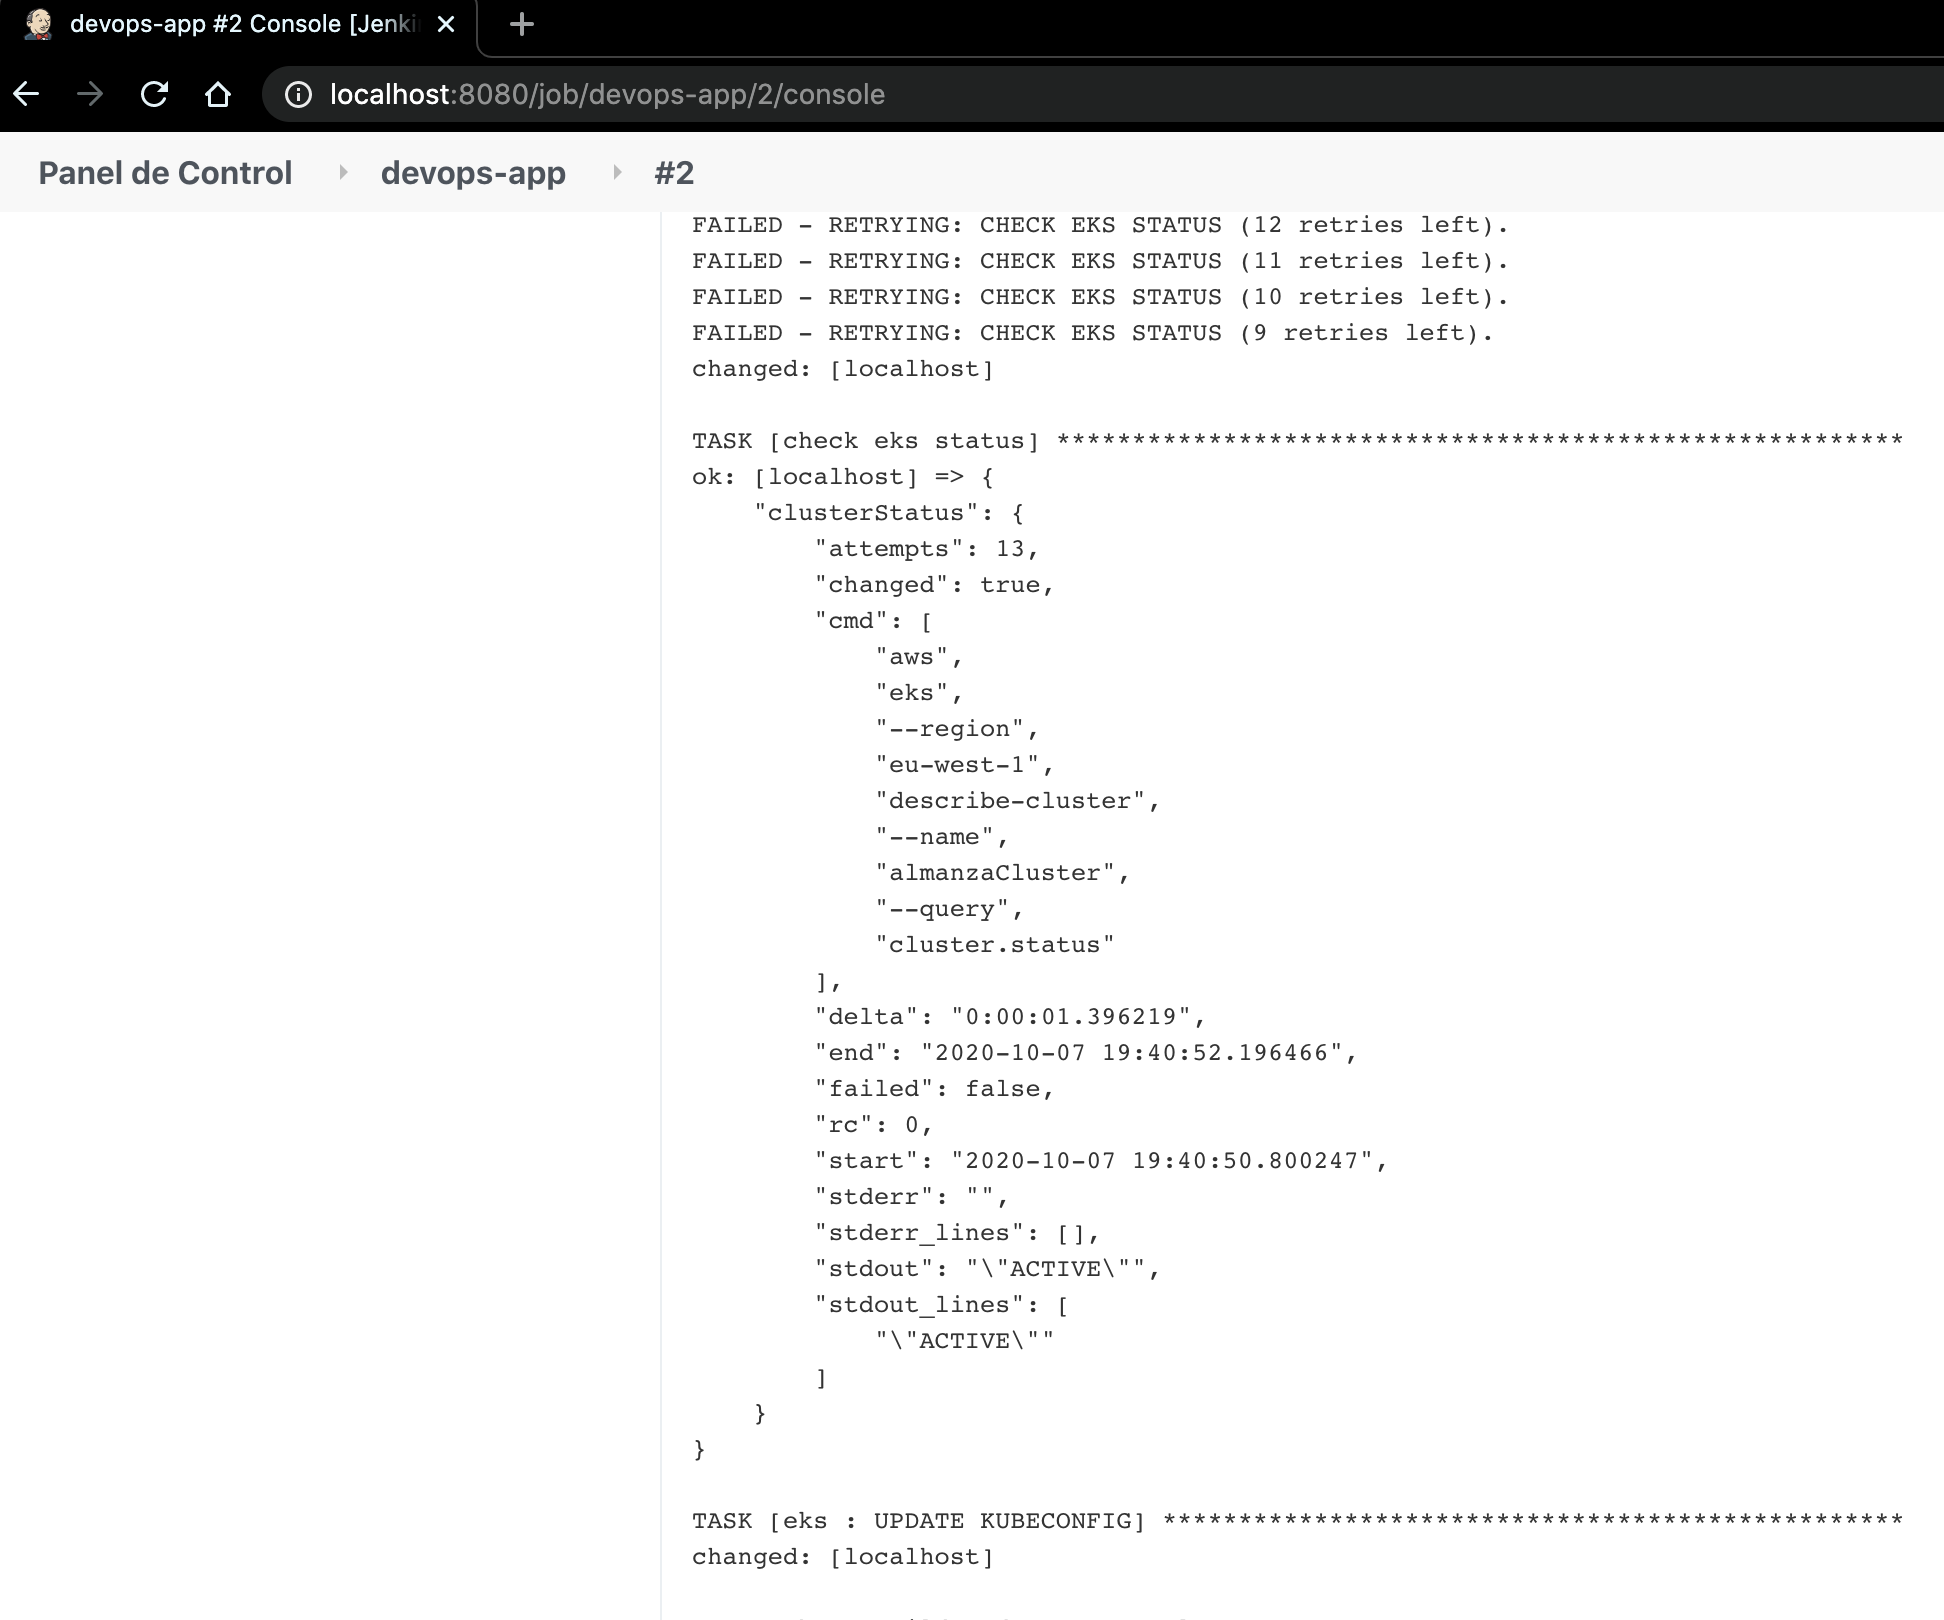 devops-app #2 Console [Jenki
localhost:8080/job/devops-app/2/console
Panel de Control devops-app #2
FAILED - RETRYING: CHECK EKS STATUS (12 retries left).
FAILED - RETRYING: CHECK EKS STATUS (11 retries left).
FAILED - RETRYING: CHECK EKS STATUS (10 retries left).
FAILED - RETRYING: CHECK EKS STATUS (9 retries left).
changed: [localhost]
TASK [check eks status] ********************************************************
ok: [localhost] => {
    "clusterStatus": {
        "attempts": 13,
        "changed": true,
        "cmd": [
            "aws",
            "eks",
            "--region",
            "eu-west-1",
            "describe-cluster",
            "--name",
            "almanzaCluster",
            "--query",
            "cluster.status"
        ],
        "delta": "0:00:01.396219",
        "end": "2020-10-07 19:40:52.196466",
        "failed": false,
        "rc": 0,
        "start": "2020-10-07 19:40:50.800247",
        "stderr": "",
        "stderr_lines": [],
        "stdout": "\"ACTIVE\"",
        "stdout_lines": [
            "\"ACTIVE\""
        ]
    }
}
TASK [eks : UPDATE KUBECONFIG] *************************************************
changed: [localhost]